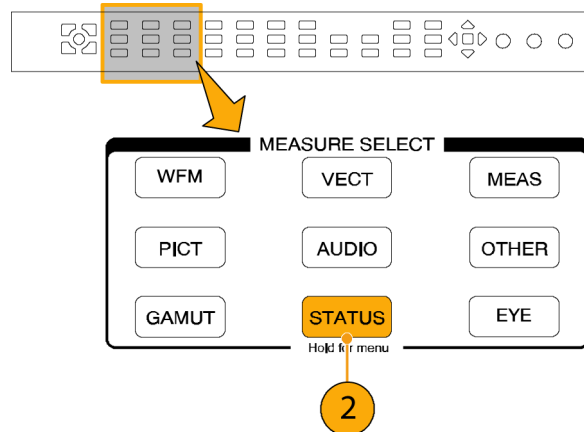 MEASURE SELECT
WFM VECT MEAS
PICT AUDIO OTHER
GAMUT STATUS EYE
Hold for menu
2